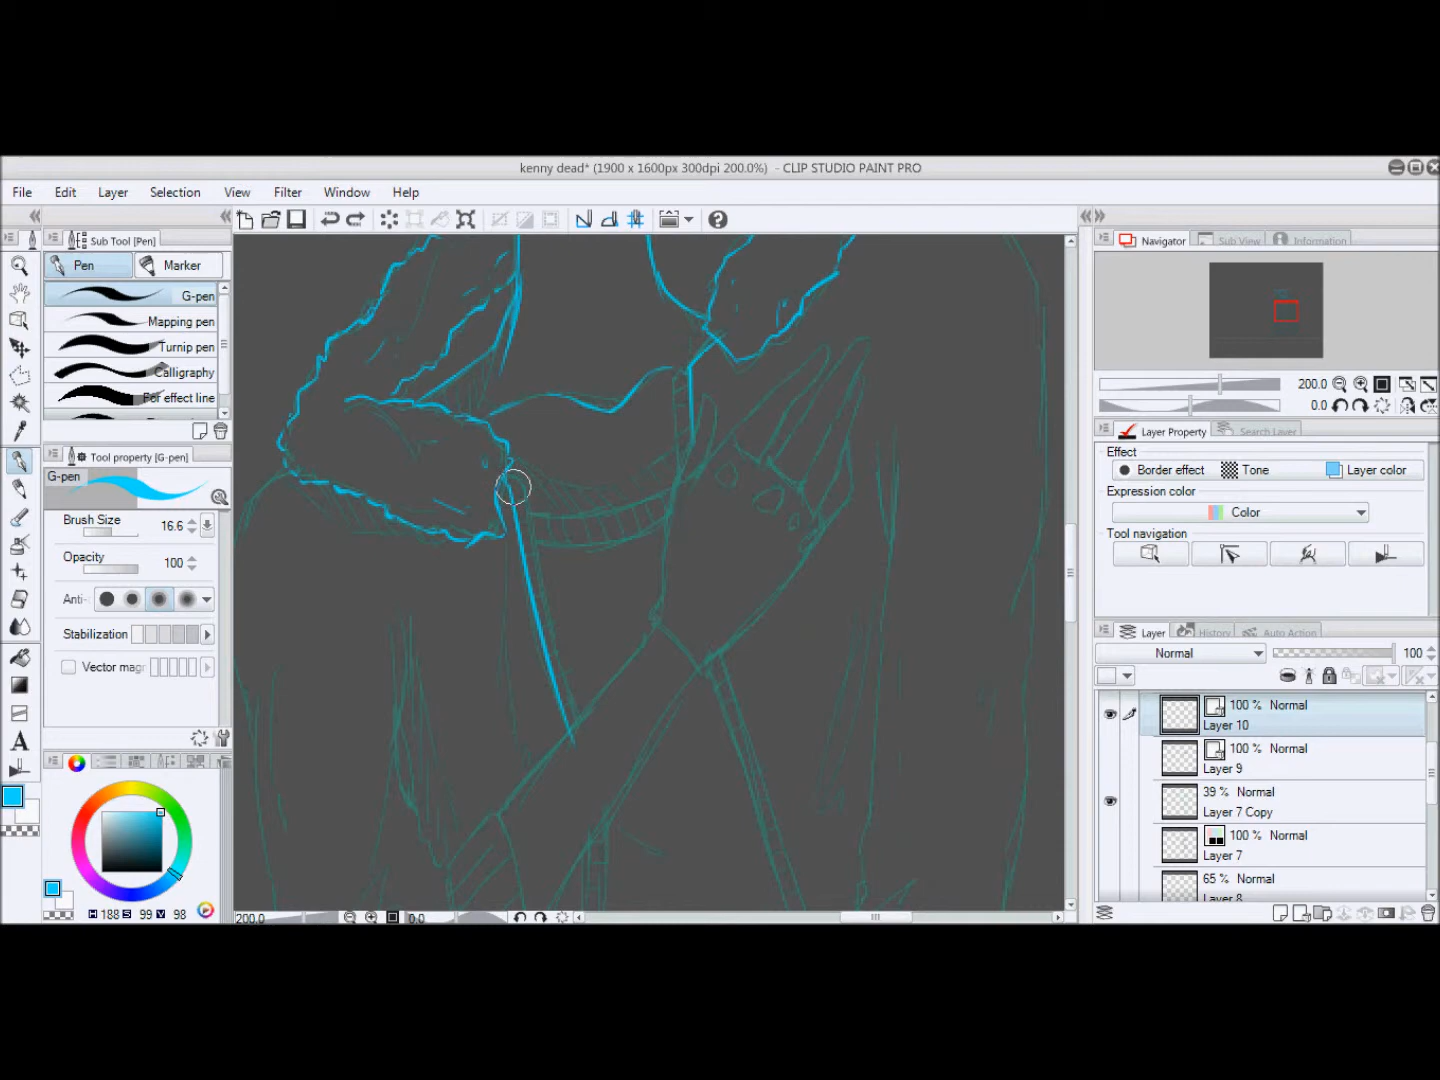 kenny dead* (1900 x 1600px 300dpi 200.0%) - CLIP STUDIO PAINT PRO
File Edit Layer Selection View Filter Window Help
Sub Tool [Pen]
Pen Marker
G-pen
Mapping pen
Turnip pen
Calligraphy
For effect line
Tool property [G-pen]
G-pen
Brush Size 16.6
Opacity 100
Anti-
Stabilization
Vector magr
H 188 S 99 V 98
200.0 0.0
Navigator Sub View Information
200.0
0.0
Layer Property Search Layer
Effect
Border effect Tone Layer color
Expression color
Color
Tool navigation
Layer History Auto Action
Normal 100
100 % Normal
Layer 10
100 % Normal
Layer 9
39 % Normal
Layer 7 Copy
100 % Normal
Layer 7
65 % Normal
Layer 8